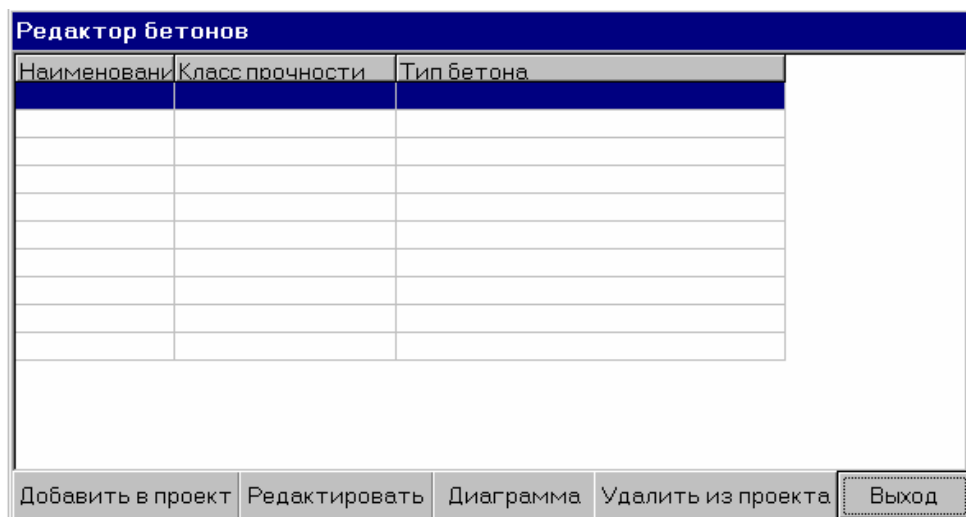 Редактор бетонов
Наименовани Класс прочности Тип бетона
Добавить в проект Редактировать Диаграмма Удалить из проекта Выход